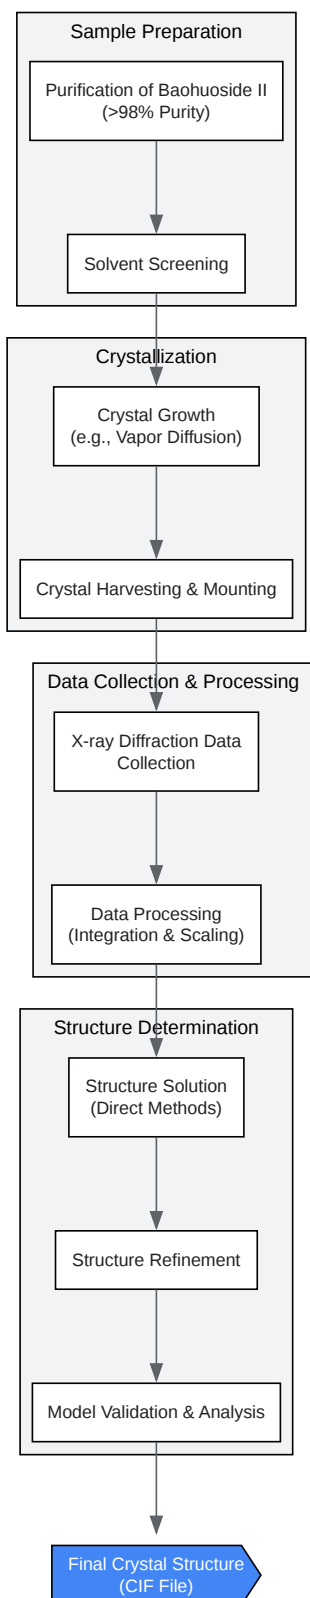 Sample Preparation
Purification of Baohuoside II
(>98% Purity)
Solvent Screening
Crystallization
Crystal Growth
(e.g., Vapor Diffusion)
Crystal Harvesting & Mounting
Data Collection & Processing
X-ray Diffraction Data
Collection
Data Processing
(Integration & Scaling)
Structure Determination
Structure Solution
(Direct Methods)
Structure Refinement
Model Validation & Analysis
Final Crystal Structure
(CIF File)